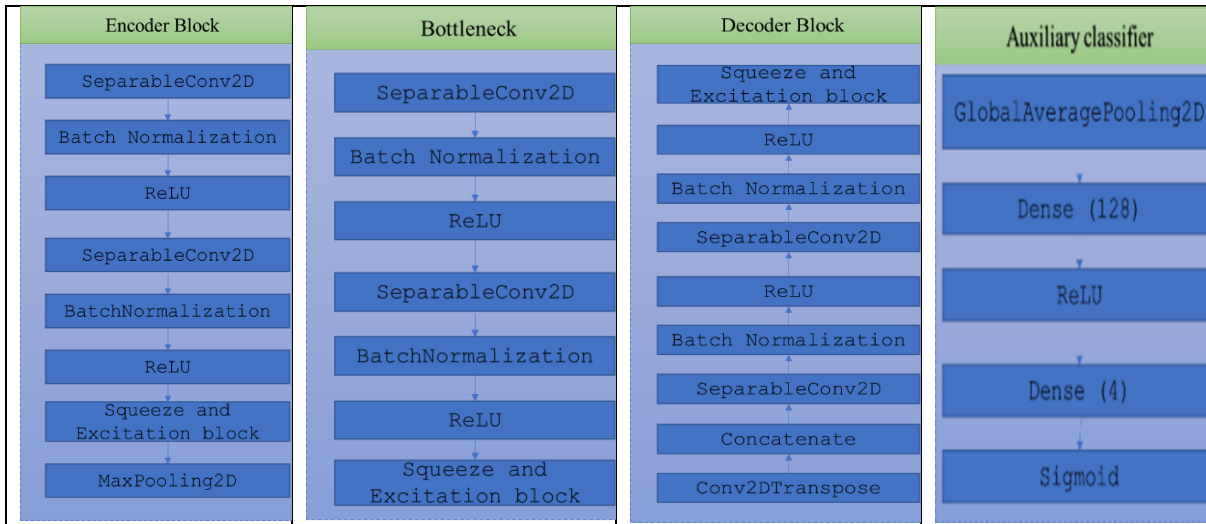 Encoder Block
SeparableConv2D
Batch Normalization
ReLU
SeparableConv2D
BatchNormalization
ReLU
Squeeze and
Excitation block
MaxPooling2D
Bottleneck
SeparableConv2D
Batch Normalization
ReLU
SeparableConv2D
BatchNormalization
ReLU
Squeeze and
Excitation block
Decoder Block
Squeeze and
Excitation block
ReLU
Batch Normalization
SeparableConv2D
ReLU
Batch Normalization
SeparableConv2D
Concatenate
Conv2DTranspose
Auxiliary classifier
GlobalAveragePooling2D
Dense (128)
ReLU
Dense (4)
Sigmoid